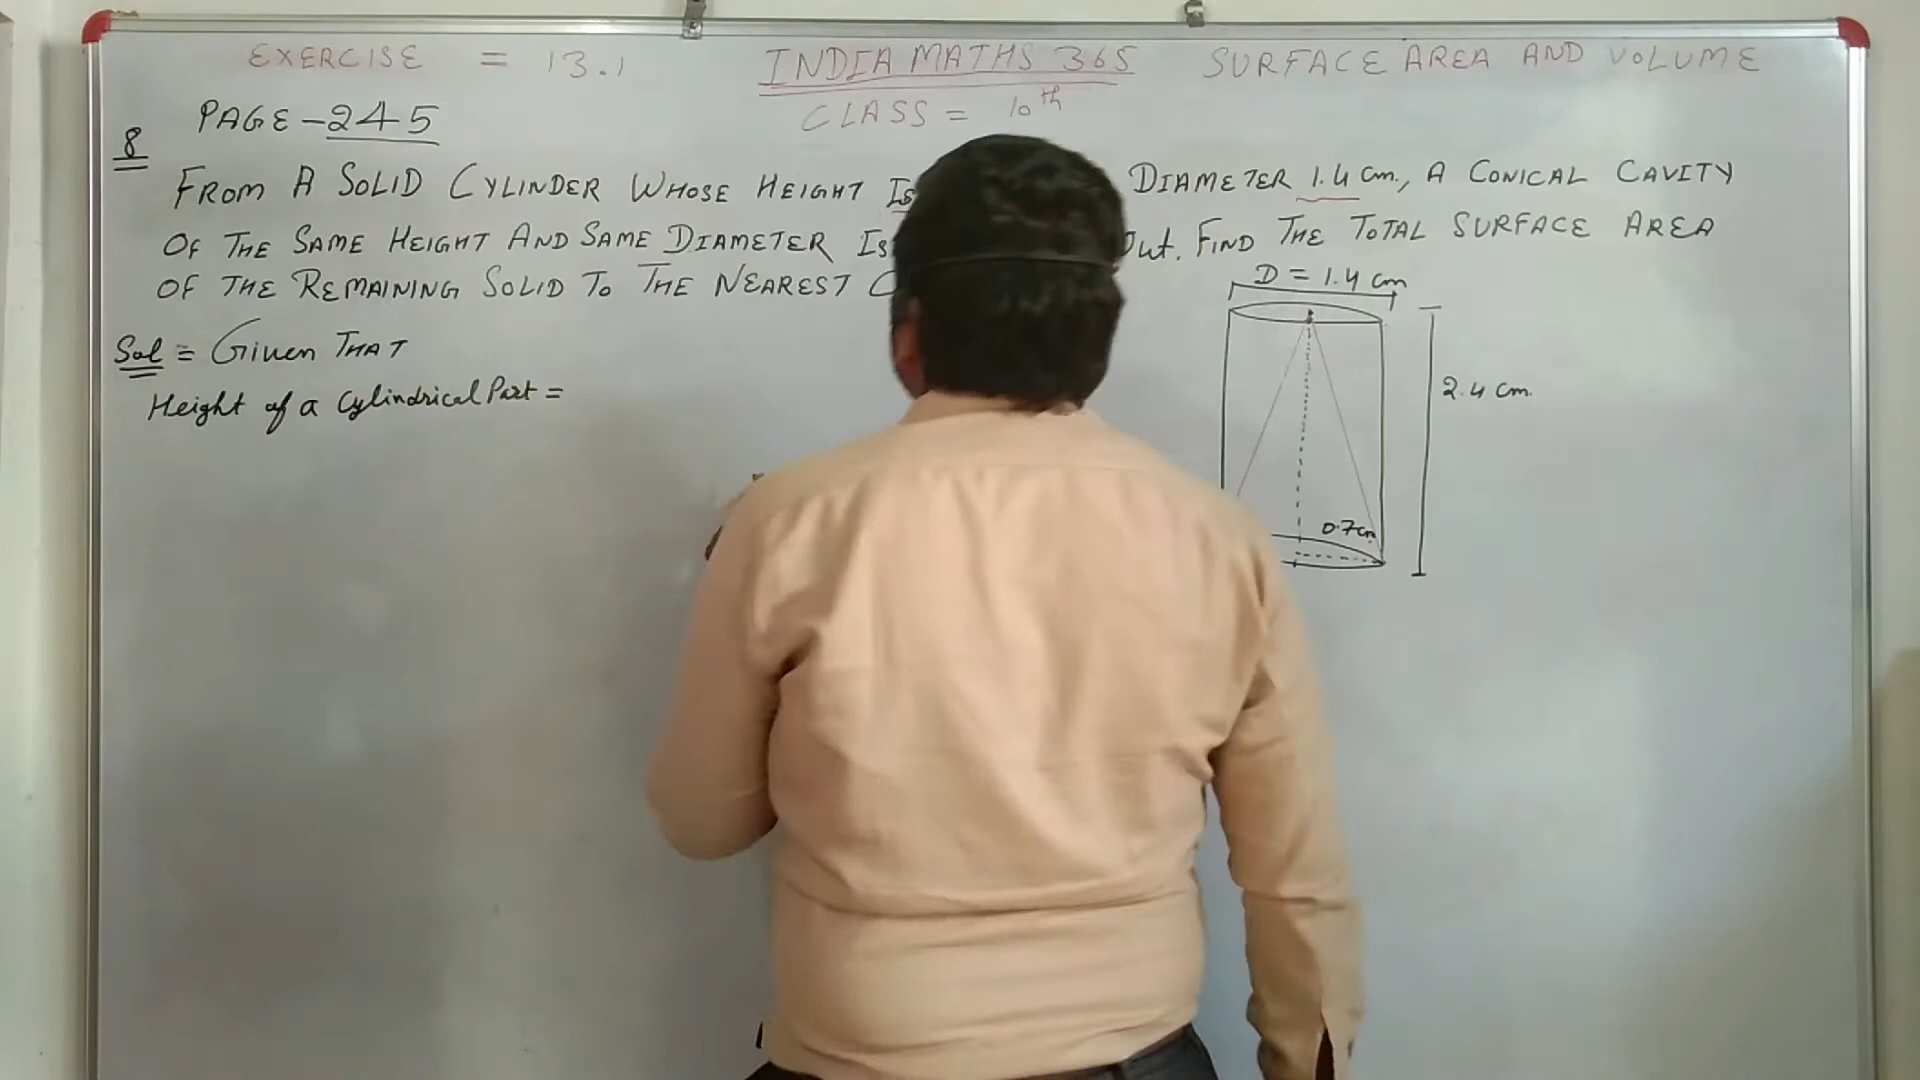 EXERCISE = 13.1 INDIA MATHS 365 SURFACE AREA AND VOLUME
PAGE-245 CLASS = 10th
8
FROM A SOLID CYLINDER WHOSE HEIGHT IS DIAMETER 1.4 cm., A CONICAL CAVITY
OF THE SAME HEIGHT AND SAME DIAMETER IS OUT. FIND THE TOTAL SURFACE AREA
OF THE REMAINING SOLID TO THE NEAREST
D = 1.4 cm
Sol = Given THAT
Height of a Cylindrical Part =
2.4 cm.
0.7cm